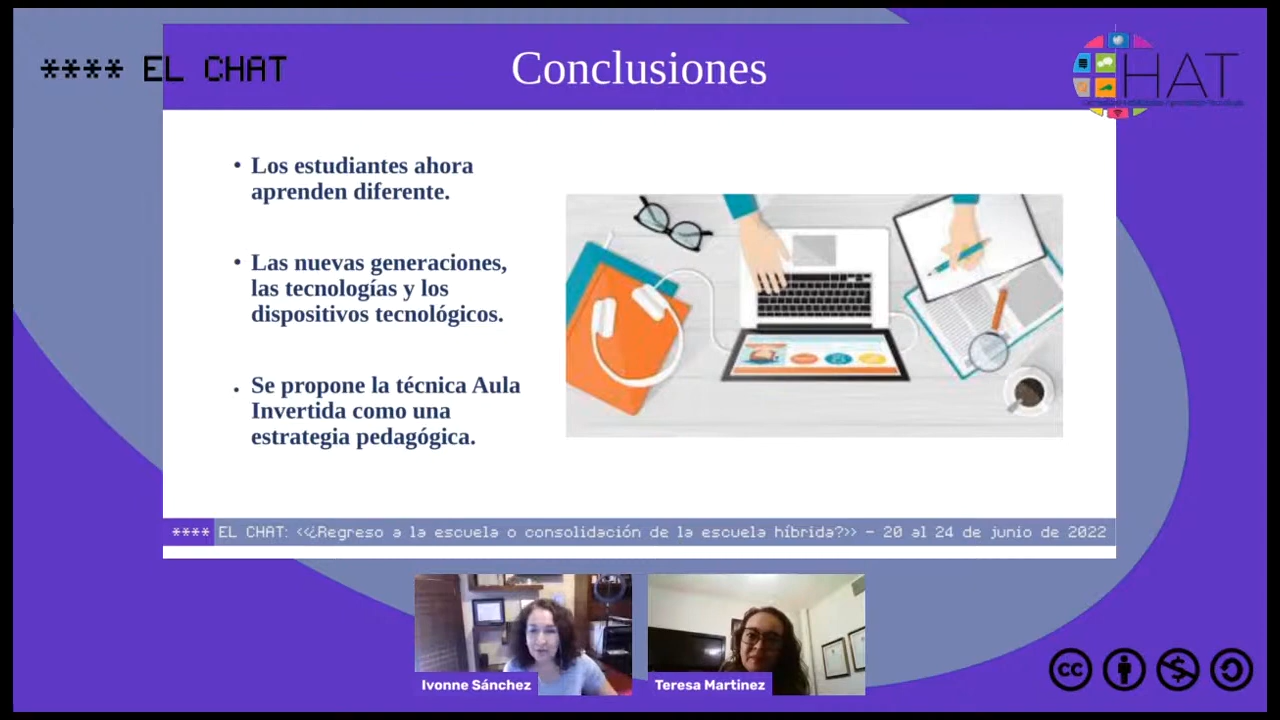 **** EL CHAT
Conclusiones
HAT
• Los estudiantes ahora
aprenden diferente.
• Las nuevas generaciones,
las tecnologías y los
dispositivos tecnológicos.
• Se propone la técnica Aula
Invertida como una
estrategia pedagógica.
**** EL CHAT: <<¿Regreso a la escuela o consolidación de la escuela híbrida?>> – 20 al 24 de junio de 2022
Ivonne Sánchez
Teresa Martinez
cc